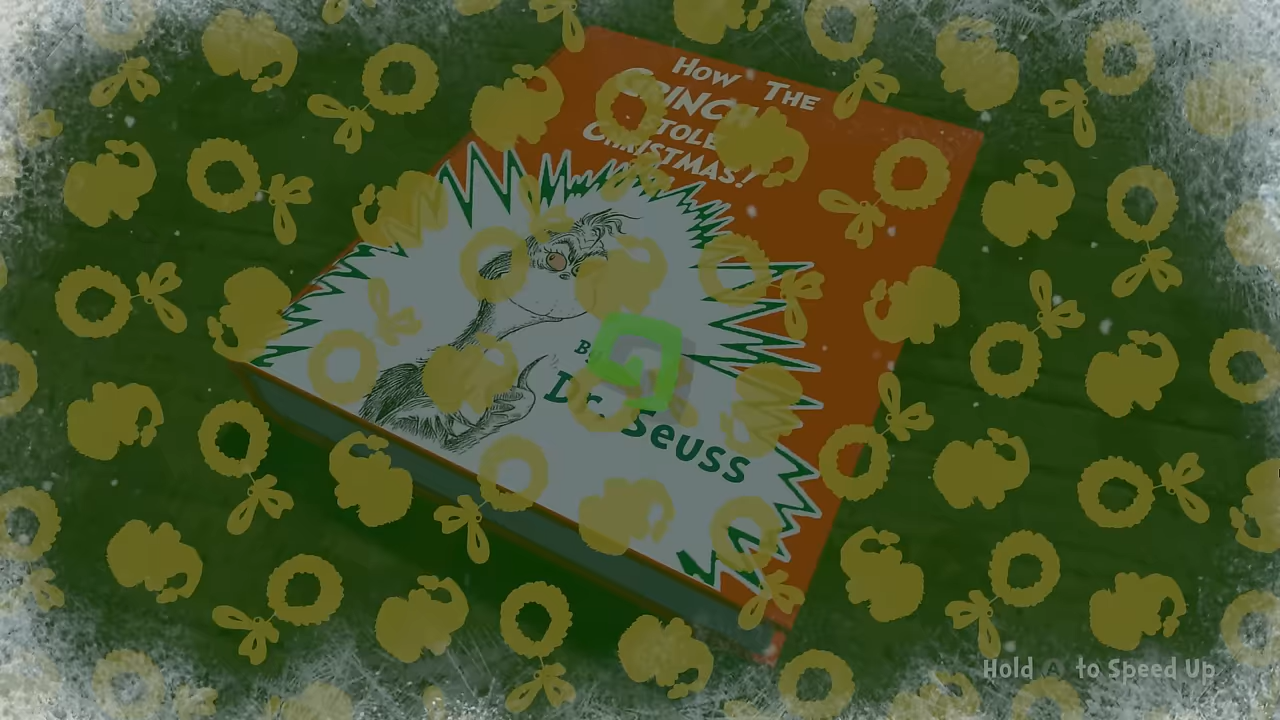 How The
Grinch
Stole
Christmas!
By
Dr. Seuss
Hold A to Speed Up